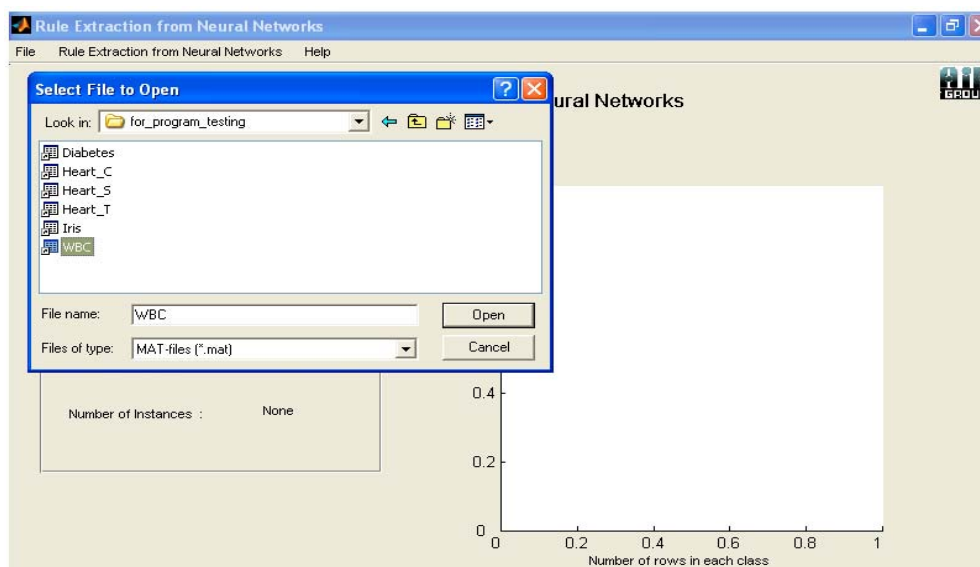 Rule Extraction from Neural Networks
File Rule Extraction from Neural Networks Help
Select File to Open
ural Networks
GROU
Look in: for_program_testing
Diabetes
Heart_C
Heart_S
Heart_T
Iris
WBC
File name: WBC Open
Files of type: MAT-files (*.mat) Cancel
Number of Instances : None
0.4
0.2
0
0 0.2 0.4 0.6 0.8 1
Number of rows in each class